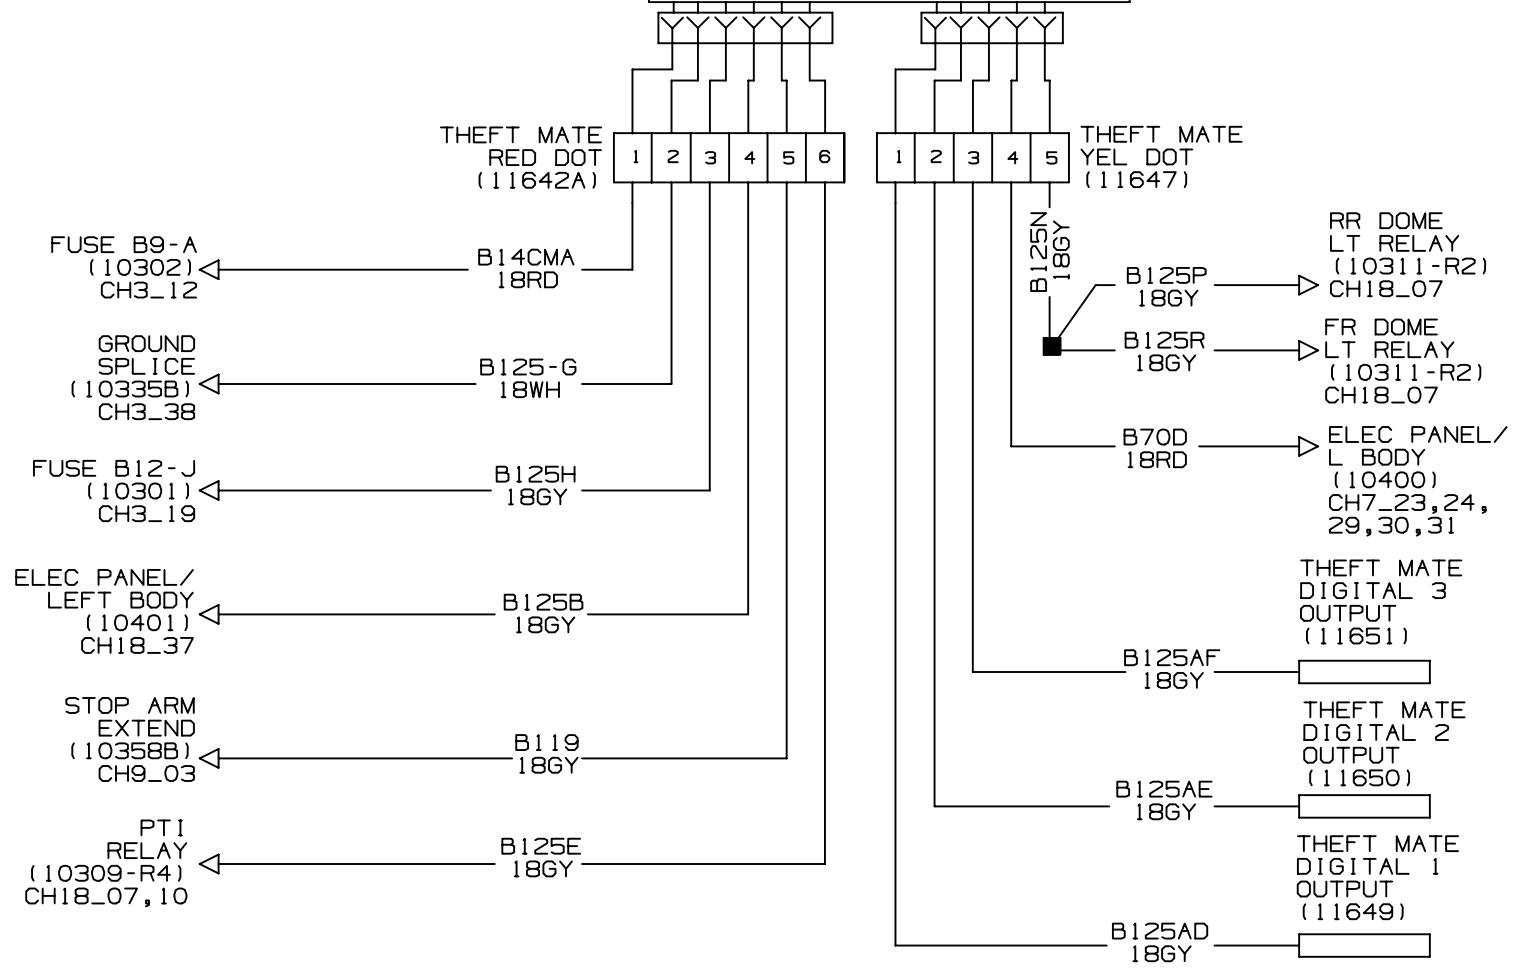 THEFT MATE
RED DOT
(11642A)
1 2 3 4 5 6
1 2 3 4 5
THEFT MATE
YEL DOT
(11647)
FUSE B9-A
(10302)
CH3_12
B14CMA
18RD
GROUND
SPLICE
(10335B)
CH3_38
B125-G
18WH
FUSE B12-J
(10301)
CH3_19
B125H
18GY
ELEC PANEL/
LEFT BODY
(10401)
CH18_37
B125B
18GY
STOP ARM
EXTEND
(10358B)
CH9_03
B119
18GY
PTI
RELAY
(10309-R4)
CH18_07,10
B125E
18GY
B125N
18GY
B125P
18GY
RR DOME
LT RELAY
(10311-R2)
CH18_07
B125R
18GY
FR DOME
LT RELAY
(10311-R2)
CH18_07
B70D
18RD
ELEC PANEL/
L BODY
(10400)
CH7_23,24,
29,30,31
THEFT MATE
DIGITAL 3
OUTPUT
(11651)
B125AF
18GY
THEFT MATE
DIGITAL 2
OUTPUT
(11650)
B125AE
18GY
THEFT MATE
DIGITAL 1
OUTPUT
(11649)
B125AD
18GY